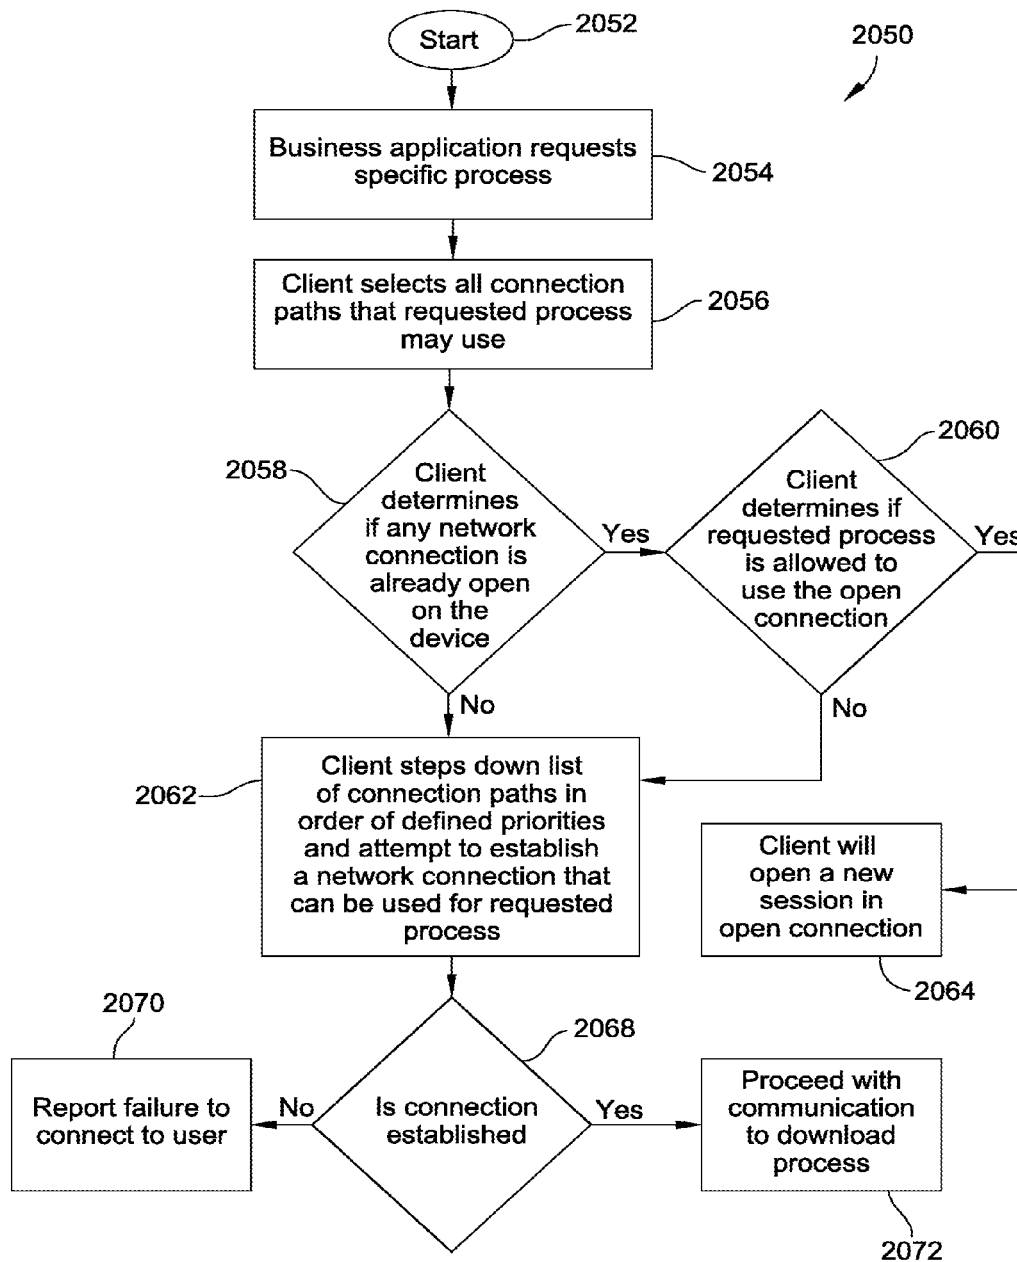 Start
2052
2050
Business application requests
specific process
2054
Client selects all connection
paths that requested process
may use
2056
2058
Client
determines
if any network
connection is
already open
on the
device
Yes
No
2060
Client
determines if
requested process
is allowed to
use the open
connection
Yes
No
2062
Client steps down list
of connection paths in
order of defined priorities
and attempt to establish
a network connection that
can be used for requested
process
Client will
open a new
session in
open connection
2064
2068
Is connection
established
No
Yes
2070
Report failure to
connect to user
Proceed with
communication
to download
process
2072